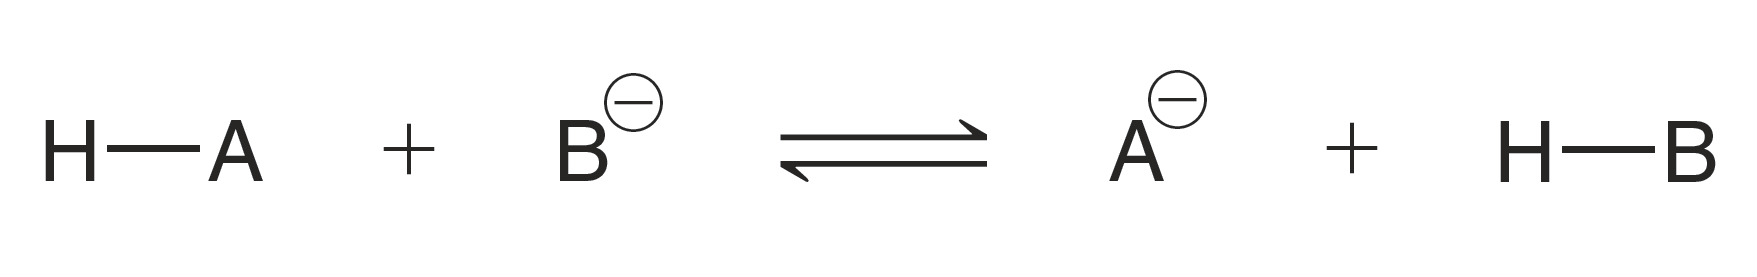 H—A + B⊖ ⇌ A⊖ + H—B